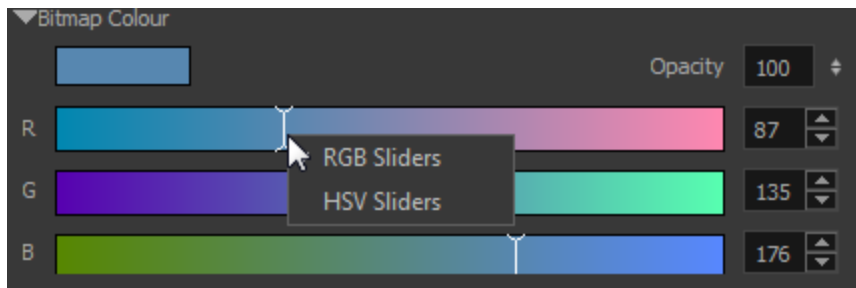 Bitmap Colour
Opacity 100
R 87
RGB Sliders
HSV Sliders
G 135
B 176